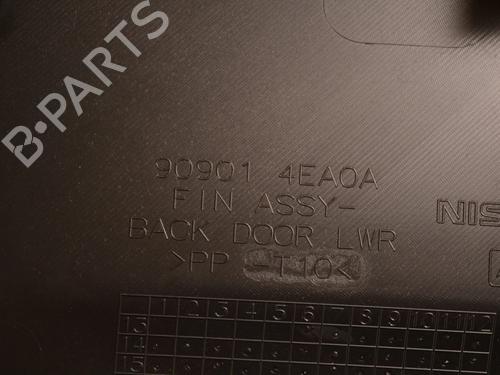 B-PARTS
90901 4EA0A
FIN ASSY-
BACK DOOR LWR
>PP -T10<
NIS
1 2 3 4 5 6 7 8 9 10 11 12
13
14
15